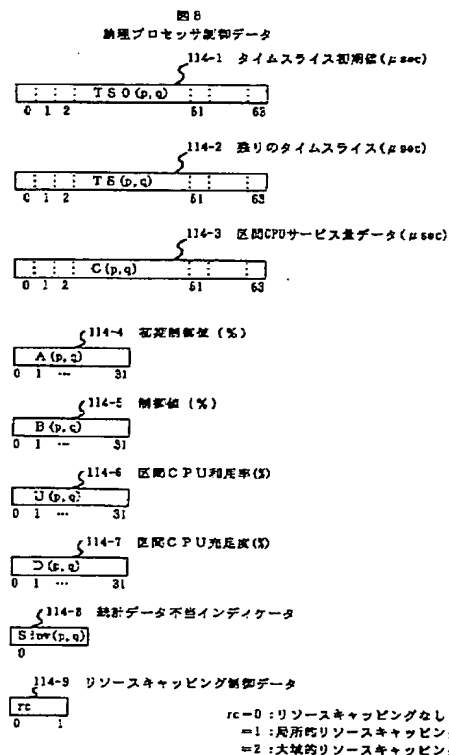 図8
論理プロセッサ制御データ
114-1 タイムスライス初期値(μsec)
TS0(p,q)
0 1 2 51 63
114-2 残りのタイムスライス(μsec)
TS(p,q)
0 1 2 51 63
114-3 区間CPUサービス量データ(μsec)
C(p,q)
0 1 2 51 63
114-4 初期制御値 (%)
A(p,q)
0 1 … 31
114-5 制御値 (%)
B(p,q)
0 1 … 31
114-6 区間CPU利用率(%)
U(p,q)
0 1 … 31
114-7 区間CPU充足度(%)
D(p,q)
0 1 … 31
114-8 統計データ不当インディケータ
Sinv(p,q)
0
114-9 リソースキャッピング制御データ
rc
0 1
rc=0:リソースキャッピングなし
=1:局所的リソースキャッピン
=2:大域的リソースキャッピン